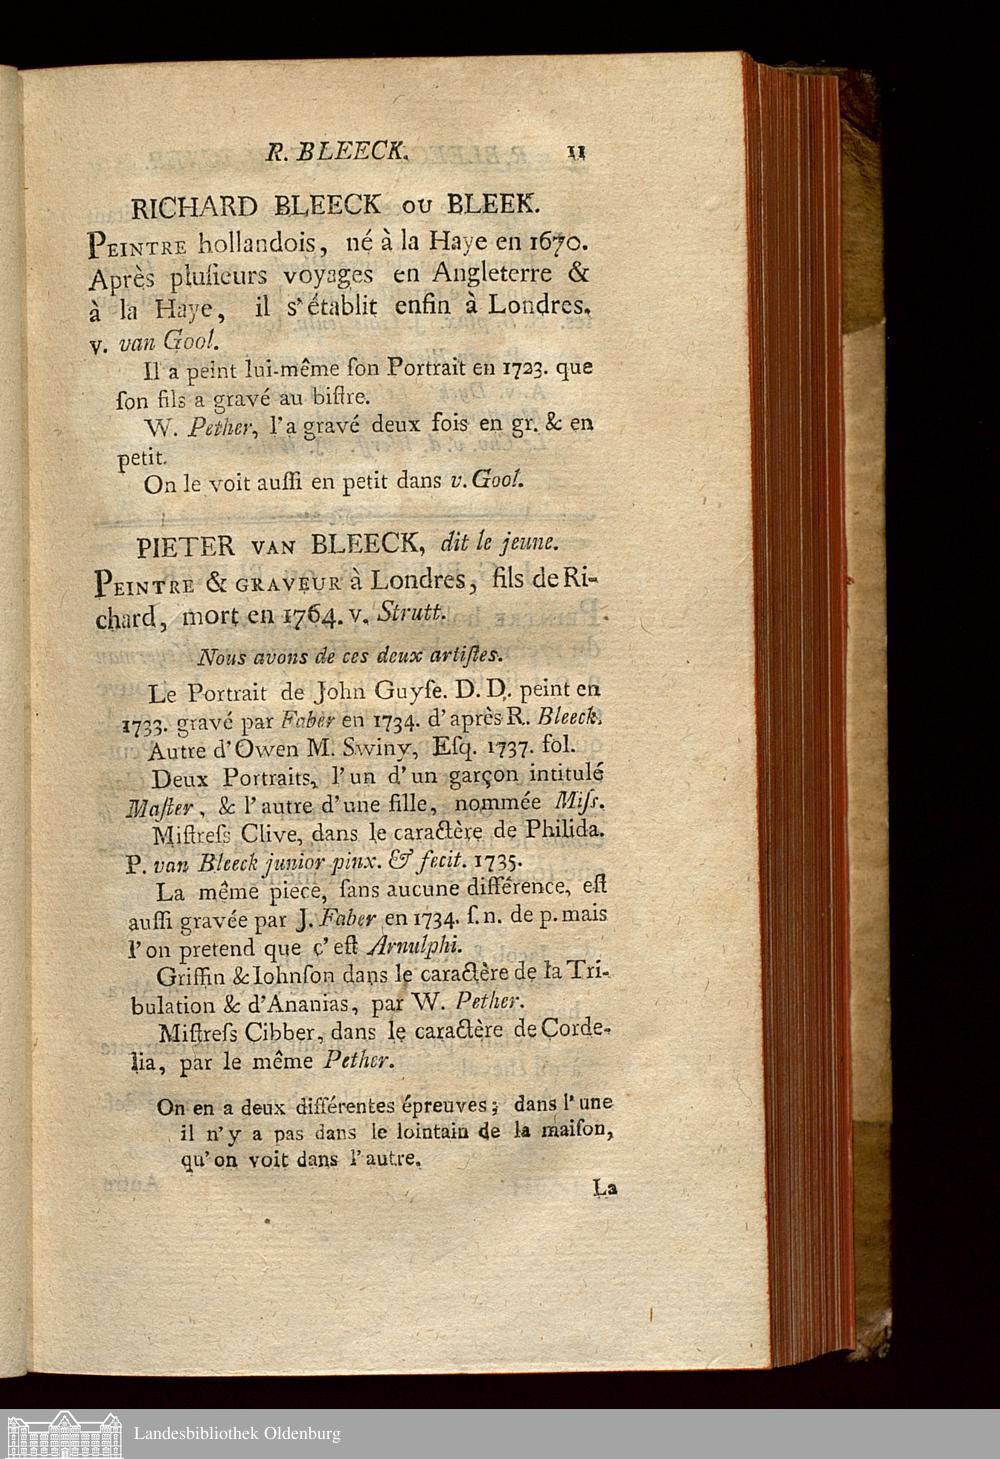 R. BLEECK. 11
RICHARD BLEECK OU BLEEK.
PEINTRE hollandois, né à la Haye en 1670.
Après pluſieurs voyages en Angleterre &
à la Haye, il s'établit enfin à Londres.
v. van Gool.
Il a peint lui-même ſon Portrait en 1723. que
ſon fils a gravé au biſtre.
W. Pether, l'a gravé deux fois en gr. & en
petit.
On le voit auſſi en petit dans v. Gool.
PIETER VAN BLEECK, dit le jeune.
PEINTRE & GRAVEUR à Londres, fils de Ri-
chard, mort en 1764. v. Strutt.
Nous avons de ces deux artiſtes.
Le Portrait de John Guyſe. D. D. peint en
1733. gravé par Faber en 1734. d'après R. Bleeck.
Autre d'Owen M. Swiny, Eſq. 1737. fol.
Deux Portraits, l'un d'un garçon intitulé
Maſter, & l'autre d'une fille, nommée Miſs.
Miſtreſs Clive, dans le caractère de Philida.
P. van Bleeck junior pinx. & fecit. 1735.
La même piece, ſans aucune différence, eſt
auſſi gravée par J. Faber en 1734. ſ. n. de p. mais
l'on pretend que c'eſt Arnulphi.
Griffin & Iohnſon dans le caractère de la Tri-
bulation & d'Ananias, par W. Pether.
Miſtreſs Cibber, dans le caractère de Corde-
lia, par le même Pether.
On en a deux différentes épreuves; dans l'une
il n'y a pas dans le lointain de la maiſon,
qu'on voit dans l'autre.
La
Landesbibliothek Oldenburg